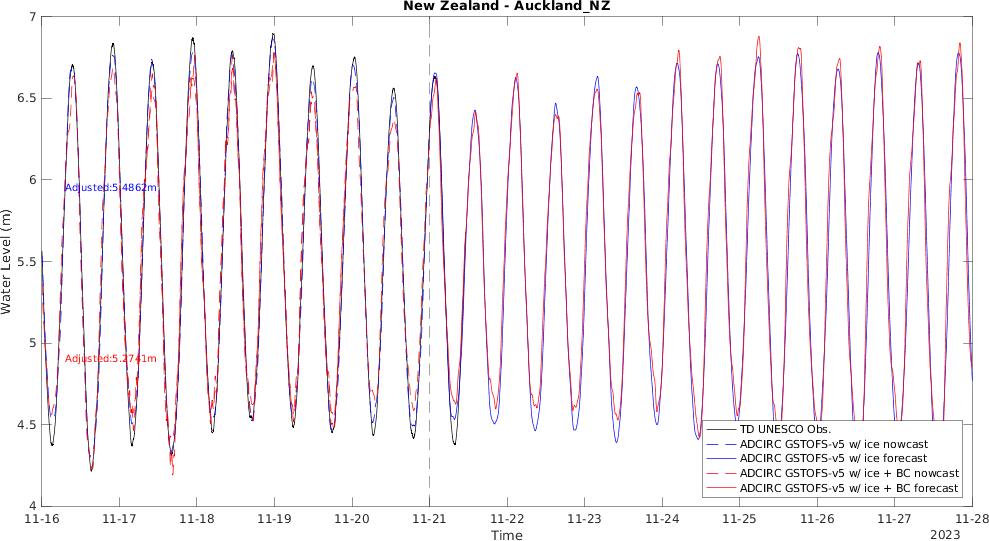 New Zealand - Auckland_NZ
7
6.5
6
5.5
5
4.5
4
Water Level (m)
Adjusted:5.4862m
Adjusted:5.2741m
TD UNESCO Obs.
ADCIRC GSTOFS-v5 w/ ice nowcast
ADCIRC GSTOFS-v5 w/ ice forecast
ADCIRC GSTOFS-v5 w/ ice + BC nowcast
ADCIRC GSTOFS-v5 w/ ice + BC forecast
11-16 11-17 11-18 11-19 11-20 11-21 11-22 11-23 11-24 11-25 11-26 11-27 11-28
Time
2023